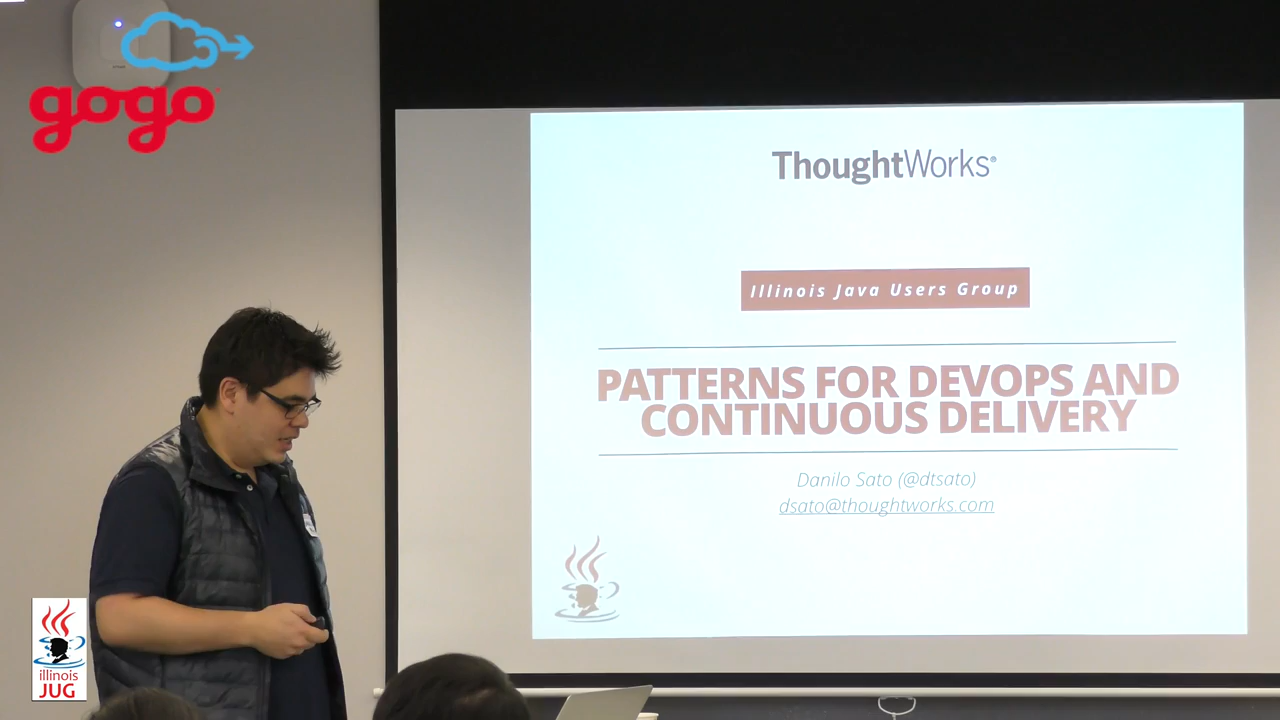 gogo
ThoughtWorks®
Illinois Java Users Group
PATTERNS FOR DEVOPS AND
CONTINUOUS DELIVERY
Danilo Sato (@dtsato)
dsato@thoughtworks.com
illinois
JUG